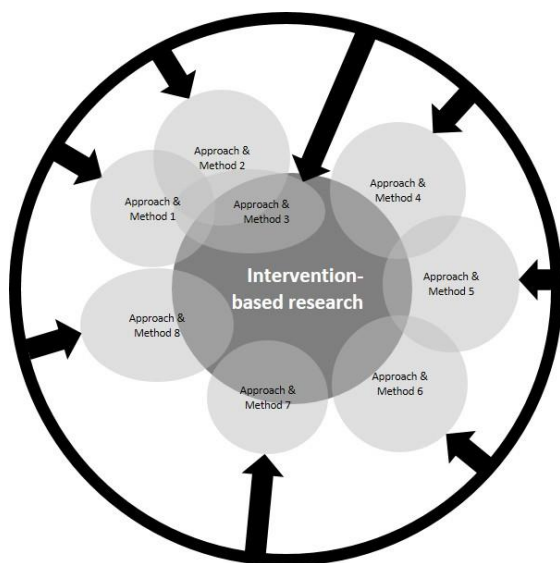 Approach &
Method 2
Approach &
Method 1
Approach &
Method 3
Approach &
Method 4
Intervention-
based research
Approach &
Method 5
Approach &
Method 8
Approach &
Method 7
Approach &
Method 6